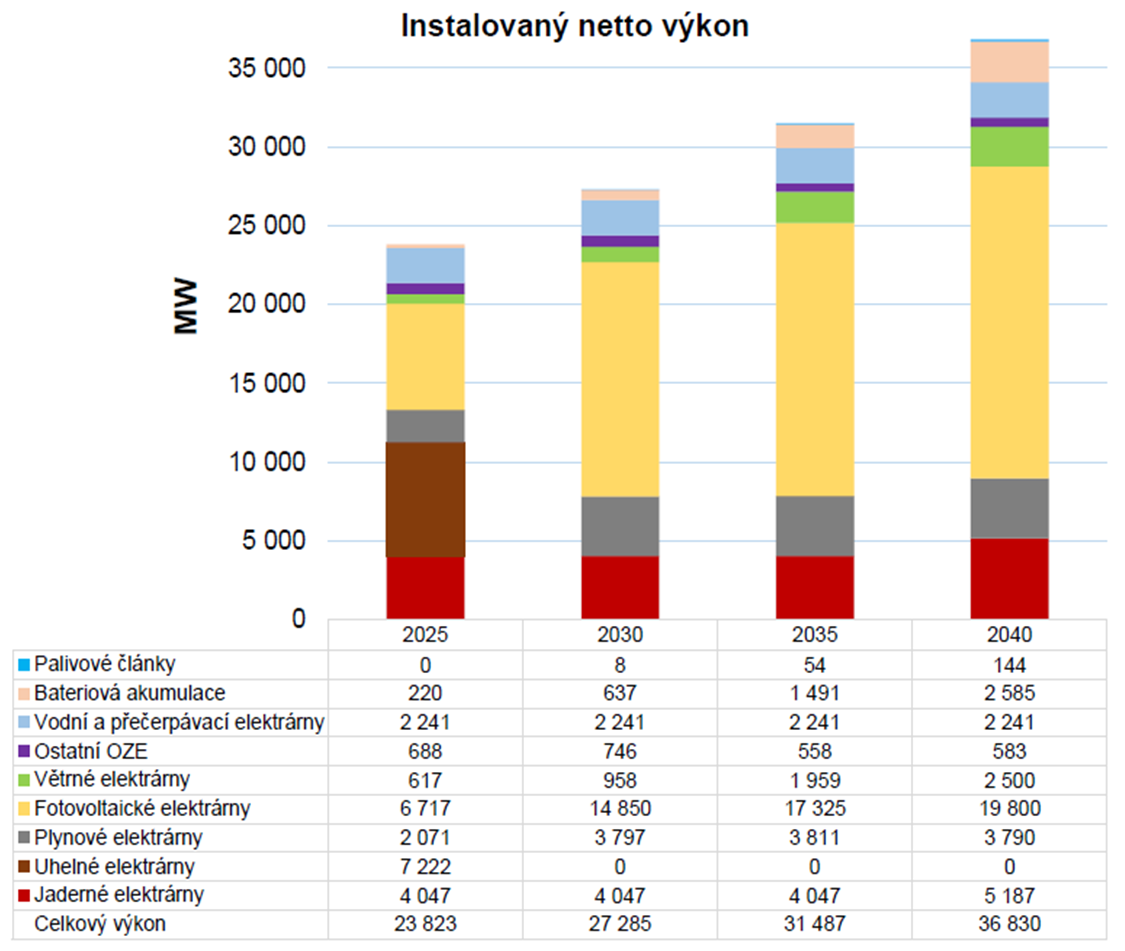 Instalovaný netto výkon
35 000
30 000
25 000
20 000
15 000
10 000
5 000
0
MW
2025 2030 2035 2040
Palivové články 0 8 54 144
Bateriová akumulace 220 637 1 491 2 585
Vodní a přečerpávací elektrárny 2 241 2 241 2 241 2 241
Ostatní OZE 688 746 558 583
Větrné elektrárny 617 958 1 959 2 500
Fotovoltaické elektrárny 6 717 14 850 17 325 19 800
Plynové elektrárny 2 071 3 797 3 811 3 790
Uhelné elektrárny 7 222 0 0 0
Jaderné elektrárny 4 047 4 047 4 047 5 187
Celkový výkon 23 823 27 285 31 487 36 830